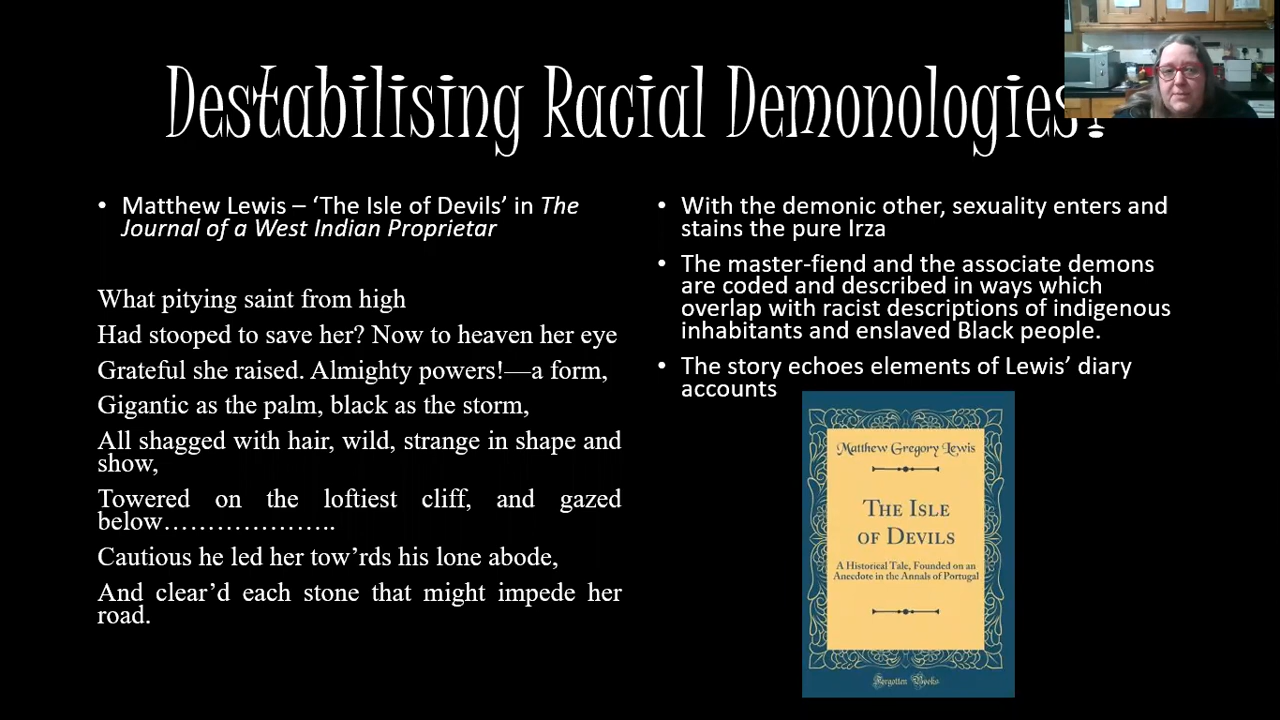 Destabilising Racial Demonologies?
• Matthew Lewis – ‘The Isle of Devils’ in The
Journal of a West Indian Proprietar
What pitying saint from high
Had stooped to save her? Now to heaven her eye
Grateful she raised. Almighty powers!—a form,
Gigantic as the palm, black as the storm,
All shagged with hair, wild, strange in shape and
show,
Towered on the loftiest cliff, and gazed
below…………………..
Cautious he led her tow’rds his lone abode,
And clear’d each stone that might impede her
road.
• With the demonic other, sexuality enters and
stains the pure Irza
• The master-fiend and the associate demons
are coded and described in ways which
overlap with racist descriptions of indigenous
inhabitants and enslaved Black people.
• The story echoes elements of Lewis’ diary
accounts
Matthew Gregory Lewis
The Isle
of Devils
A Historical Tale, Founded on an
Anecdote in the Annals of Portugal
Forgotten Books